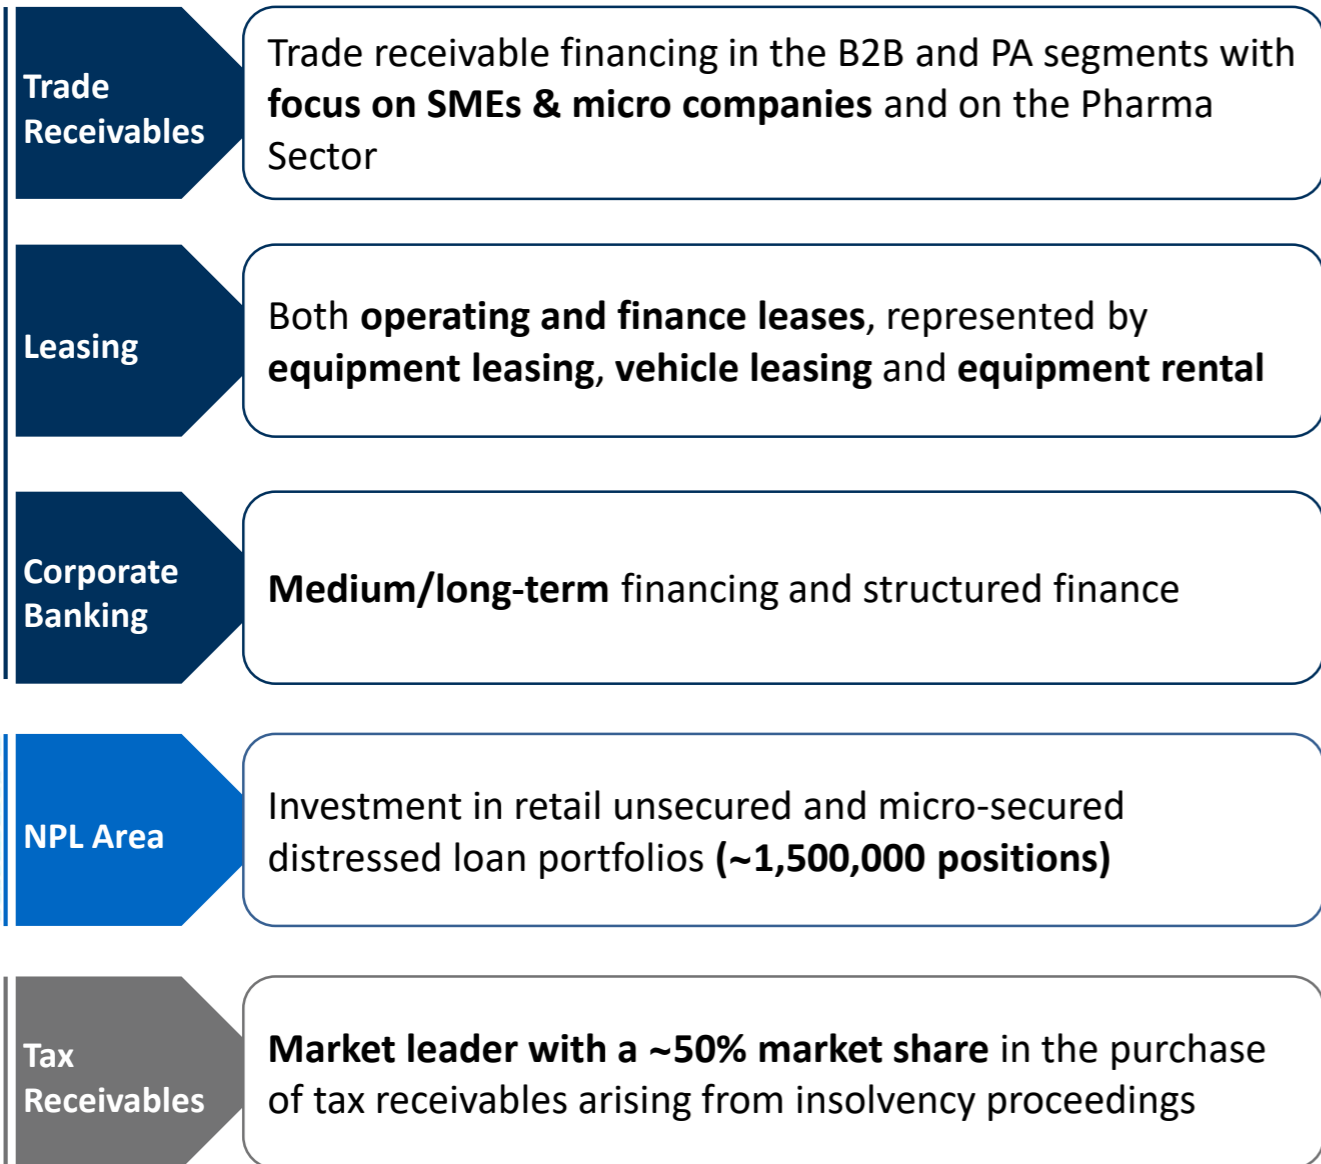 Trade
Receivables
Trade receivable financing in the B2B and PA segments with
focus on SMEs & micro companies and on the Pharma
Sector
Leasing
Both operating and finance leases, represented by
equipment leasing, vehicle leasing and equipment rental
Corporate
Banking
Medium/long-term financing and structured finance
NPL Area
Investment in retail unsecured and micro-secured
distressed loan portfolios (~1,500,000 positions)
Tax
Receivables
Market leader with a ~50% market share in the purchase
of tax receivables arising from insolvency proceedings